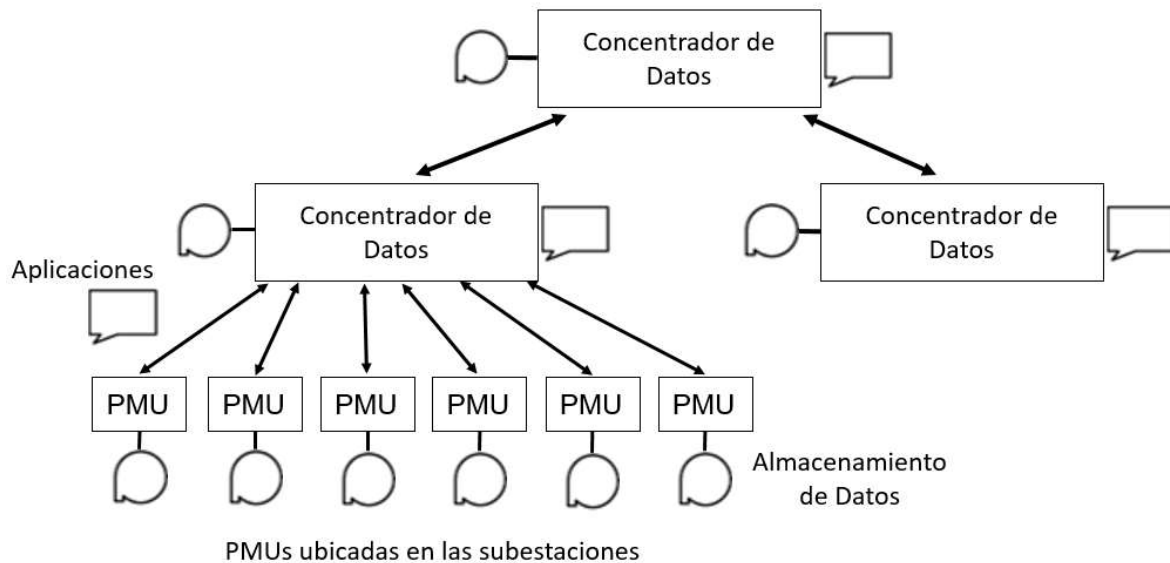 Concentrador de
Datos
Concentrador de
Datos
Concentrador de
Datos
Aplicaciones
PMU
PMU
PMU
PMU
PMU
PMU
Almacenamiento
de Datos
PMUs ubicadas en las subestaciones